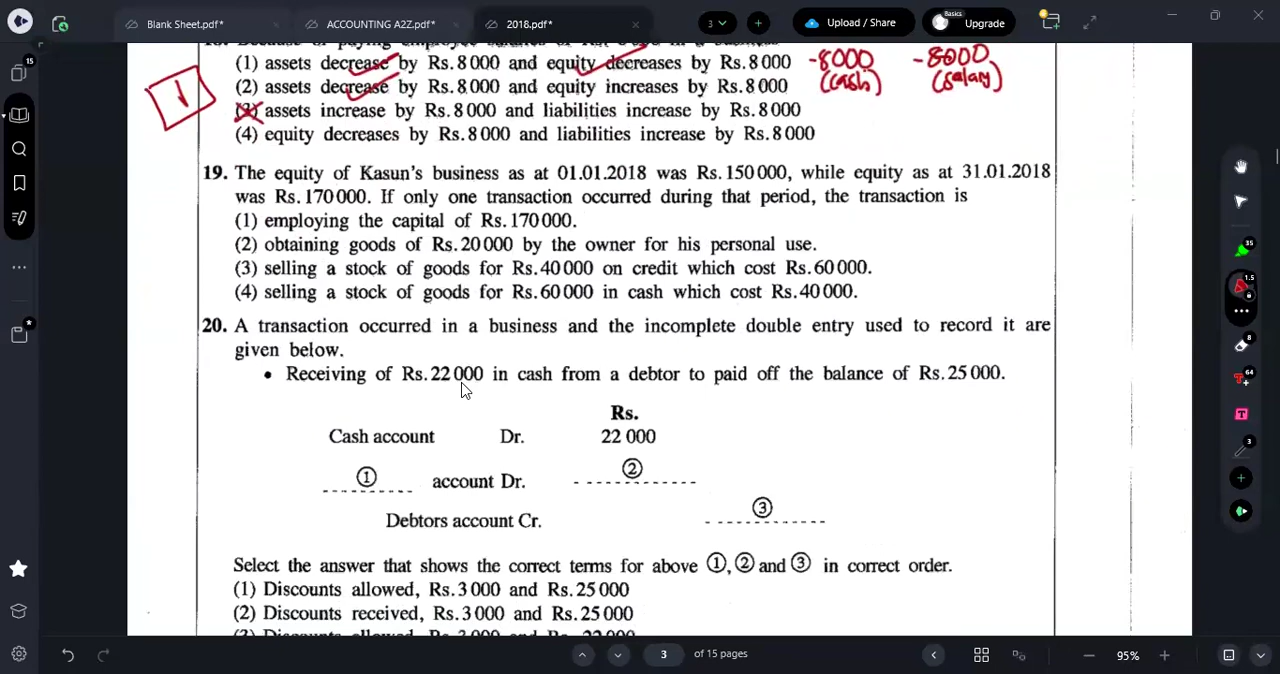 Blank Sheet.pdf*
ACCOUNTING A2Z.pdf*
2018.pdf*
3
Upload / Share
Basics
Upgrade
(1) assets decrease by Rs. 8 000 and equity decreases by Rs. 8 000
-8000 (cash)
-8000 (salary)
(2) assets decrease by Rs. 8 000 and equity increases by Rs. 8 000
(3) assets increase by Rs. 8 000 and liabilities increase by Rs. 8 000
(4) equity decreases by Rs. 8 000 and liabilities increase by Rs. 8 000
19. The equity of Kasun's business as at 01.01.2018 was Rs. 150 000, while equity as at 31.01.2018
was Rs. 170 000. If only one transaction occurred during that period, the transaction is
(1) employing the capital of Rs. 170 000.
(2) obtaining goods of Rs. 20 000 by the owner for his personal use.
(3) selling a stock of goods for Rs. 40 000 on credit which cost Rs. 60 000.
(4) selling a stock of goods for Rs. 60 000 in cash which cost Rs. 40 000.
20. A transaction occurred in a business and the incomplete double entry used to record it are
given below.
• Receiving of Rs. 22 000 in cash from a debtor to paid off the balance of Rs. 25 000.
Rs.
Cash account Dr. 22 000
① account Dr. ②
Debtors account Cr. ③
Select the answer that shows the correct terms for above ①, ② and ③ in correct order.
(1) Discounts allowed, Rs. 3 000 and Rs. 25 000
(2) Discounts received, Rs. 3 000 and Rs. 25 000
3 of 15 pages
95%